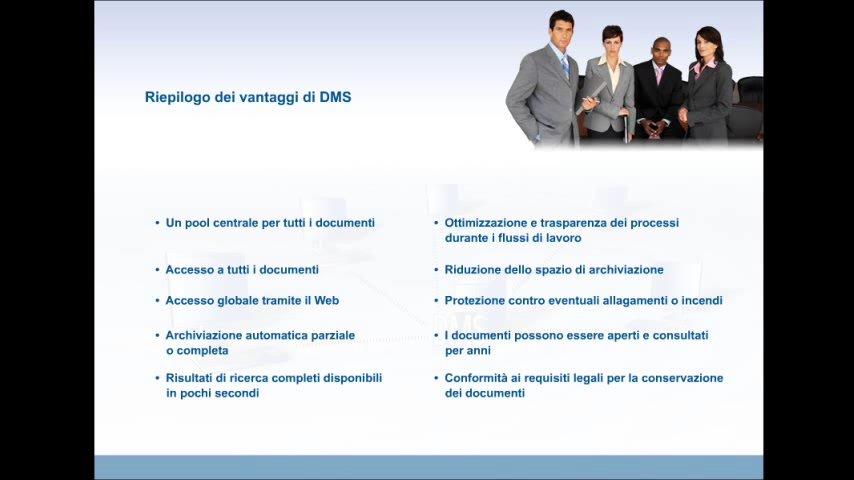 Riepilogo dei vantaggi di DMS
• Un pool centrale per tutti i documenti
• Accesso a tutti i documenti
• Accesso globale tramite il Web
• Archiviazione automatica parziale
o completa
• Risultati di ricerca completi disponibili
in pochi secondi
• Ottimizzazione e trasparenza dei processi
durante i flussi di lavoro
• Riduzione dello spazio di archiviazione
• Protezione contro eventuali allagamenti o incendi
• I documenti possono essere aperti e consultati
per anni
• Conformità ai requisiti legali per la conservazione
dei documenti
DMS